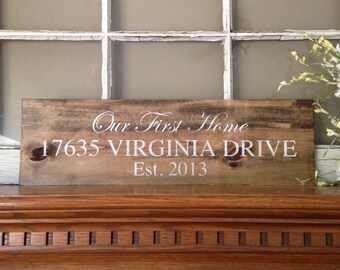 Our First Home
17635 VIRGINIA DRIVE
Est. 2013